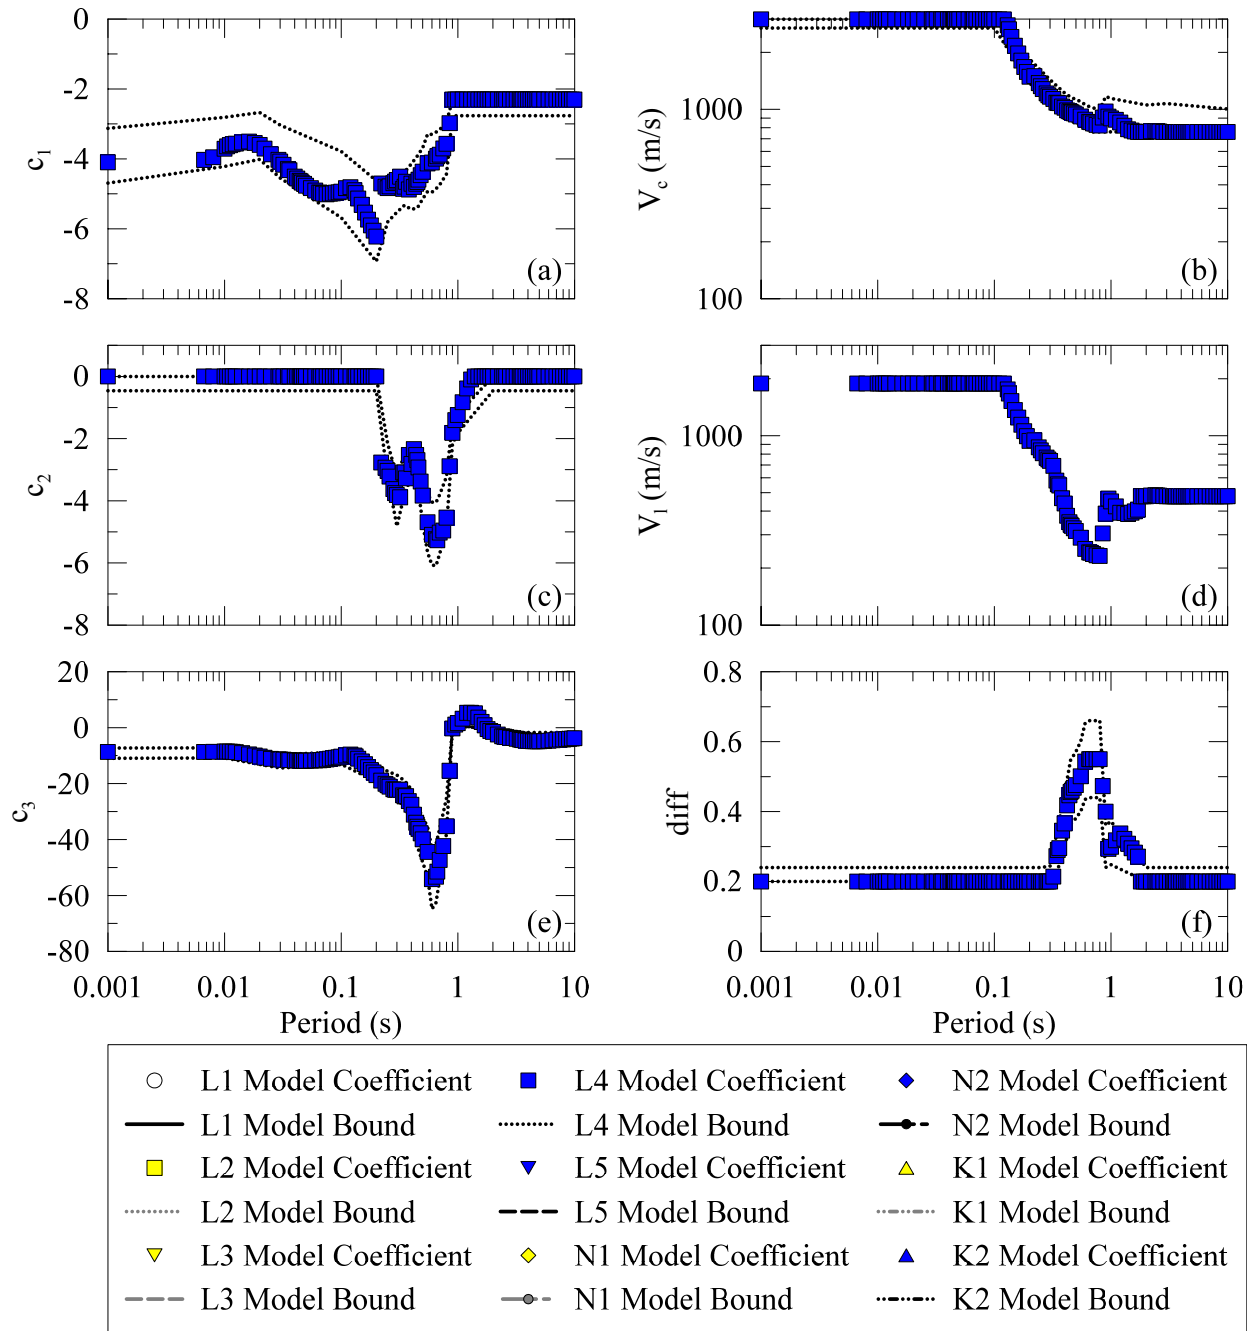 0
-2
-4
-6
-8
c1
(a)
1000
100
Vc (m/s)
(b)
0
-2
-4
-6
-8
c2
(c)
1000
100
Vl (m/s)
(d)
20
0
-20
-40
-60
-80
c3
(e)
0.001 0.01 0.1 1 10
Period (s)
0.8
0.6
0.4
0.2
0
diff
(f)
0.001 0.01 0.1 1 10
Period (s)
L1 Model Coefficient
L1 Model Bound
L2 Model Coefficient
L2 Model Bound
L3 Model Coefficient
L3 Model Bound
L4 Model Coefficient
L4 Model Bound
L5 Model Coefficient
L5 Model Bound
N1 Model Coefficient
N1 Model Bound
N2 Model Coefficient
N2 Model Bound
K1 Model Coefficient
K1 Model Bound
K2 Model Coefficient
K2 Model Bound